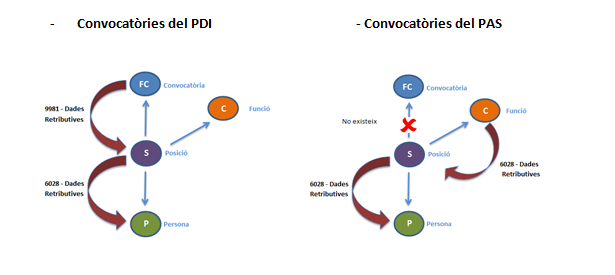 - Convocatòries del PDI
FC
Convocatòria
9981 - Dades
Retributives
C
Funció
S
Posició
6028 - Dades
Retributives
P
Persona
- Convocatòries del PAS
FC
Convocatòria
No existeix
C
Funció
S
Posició
6028 - Dades
Retributives
6028 - Dades
Retributives
P
Persona